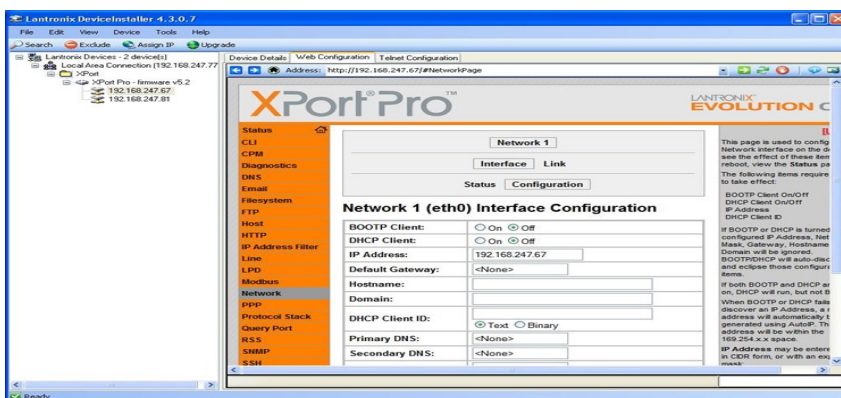 Lantronix DeviceInstaller 4.3.0.7
File Edit View Device Tools Help
Search Exclude Assign IP Upgrade
Lantronix Devices - 2 device(s)
Local Area Connection (192.168.247.77
XPort
XPort Pro - firmware v5.2
192.168.247.67
192.168.247.81
Device Details Web Configuration Telnet Configuration
Address: http://192.168.247.67/#NetworkPage
XPort® Pro™
LANTRONIX®
EVOLUTION
Status
CLI
CPM
Diagnostics
DNS
Email
Filesystem
FTP
Host
HTTP
IP Address Filter
Line
LPD
Modbus
Network
PPP
Protocol Stack
Query Port
RSS
SNMP
SSH
Network 1
Interface Link
Status Configuration
Network 1 (eth0) Interface Configuration
BOOTP Client: On Off
DHCP Client: On Off
IP Address: 192.168.247.67
Default Gateway: <None>
Hostname:
Domain:
DHCP Client ID:
Text Binary
Primary DNS: <None>
Secondary DNS: <None>
This page is used to config
Network interface on the d
see the effect of these item
reboot, view the Status pa
The following items require
to take effect:
BOOTP Client On/Off
DHCP Client On/Off
IP Address
DHCP Client ID
If BOOTP or DHCP is turned
configured IP Address, Net
Mask, Gateway, Hostname
Domain will be ignored.
BOOTP/DHCP will auto-disc
and eclipse those configura
items.
If both BOOTP and DHCP ar
on, DHCP will run, but not B
When BOOTP or DHCP fails
discover an IP Address, a
address will automatically b
generated using AutoIP. Th
address will be within the
169.254.x.x space.
IP Address may be entere
in CIDR form, or with an exp
mask:
Ready